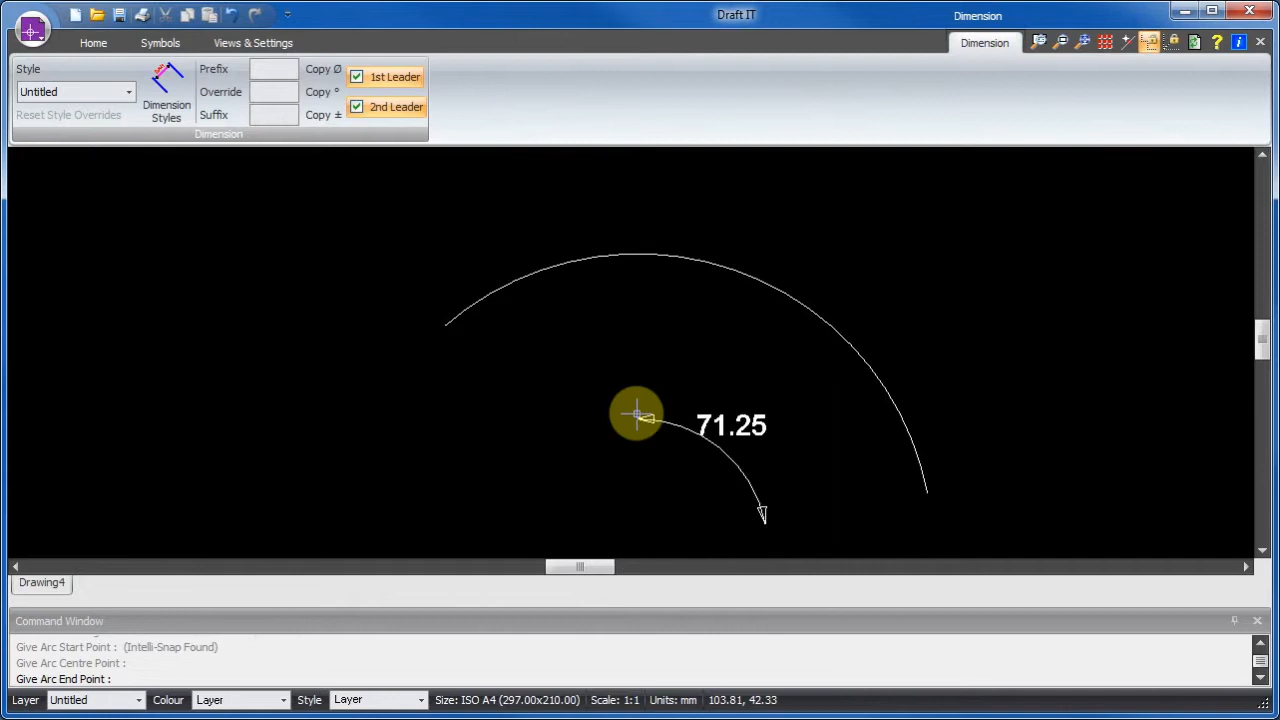 Draft IT
Dimension
Home
Symbols
Views & Settings
Dimension
Style
Untitled
Reset Style Overrides
Dimension
Styles
Prefix
Override
Suffix
Copy Ø
Copy °
Copy ±
1st Leader
2nd Leader
Dimension
71.25
Drawing4
Command Window
Give Arc Start Point : (Intelli-Snap Found)
Give Arc Centre Point :
Give Arc End Point :
Layer Untitled Colour Layer Style Layer Size: ISO A4 (297.00x210.00) Scale: 1:1 Units: mm 103.81, 42.33